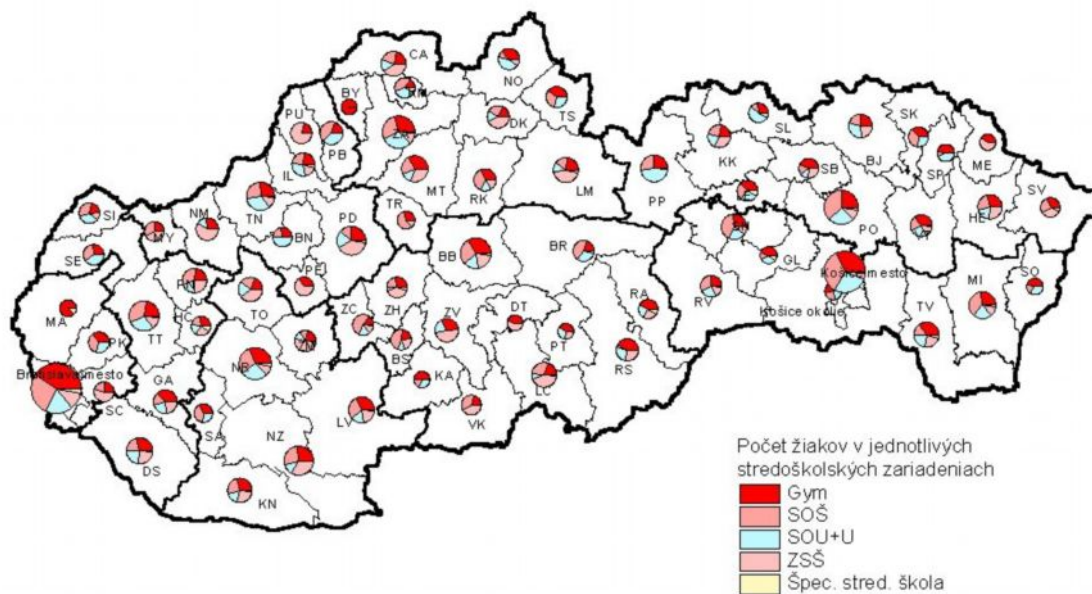 CA
NO
BY
TS
DK
PU
PB
IL
MT
RK
LM
SL
SK
KK
BJ
ME
SB
SP
SV
PP
PO
HE
SI
NM
TN
PD
TR
MY
BN
SE
BB
BR
GL
Košice mesto
MI
SO
PE
ZC
ZH
DT
RA
RV
Košice okolie
TV
MA
TT
HC
TO
ZV
PT
PK
BS
RS
Bratislava mesto
NR
KA
LC
SC
GA
SA
NZ
LV
VK
DS
KN
Počet žiakov v jednotlivých
stredoškolských zariadeniach
Gym
SOŠ
SOU+U
ZSŠ
Špec. stred. škola